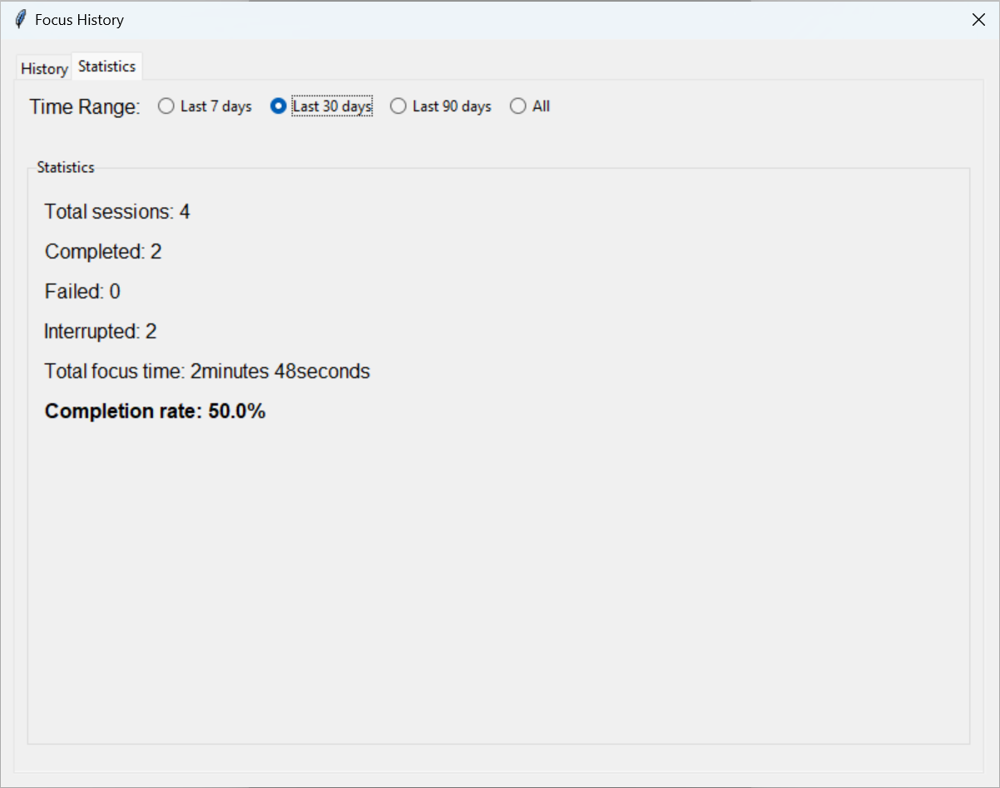 Focus History
History Statistics
Time Range: Last 7 days Last 30 days Last 90 days All
Statistics
Total sessions: 4
Completed: 2
Failed: 0
Interrupted: 2
Total focus time: 2minutes 48seconds
Completion rate: 50.0%